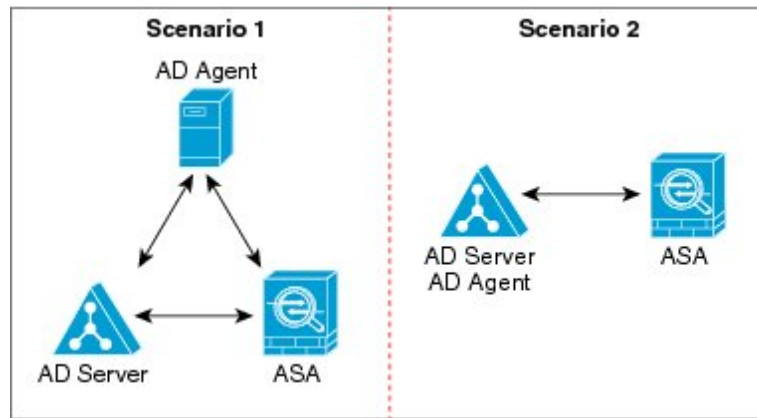 Scenario 1
AD Agent
AD Server
ASA
Scenario 2
AD Server
AD Agent
ASA